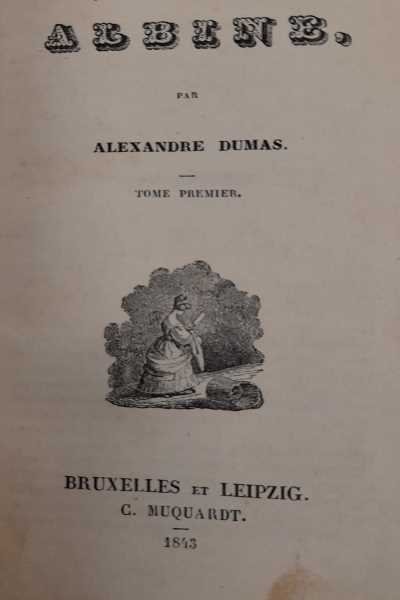 ALBINE,
PAR
ALEXANDRE DUMAS.
TOME PREMIER.
BRUXELLES ET LEIPZIG.
C. MUQUARDT.
1843